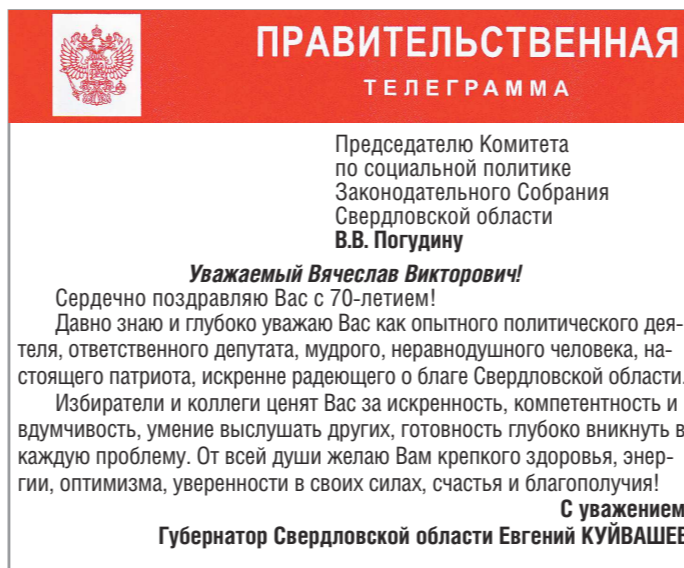 ПРАВИТЕЛЬСТВЕННАЯ
ТЕЛЕГРАММА
Председателю Комитета
по социальной политике
Законодательного Собрания
Свердловской области
В.В. Погудину
Уважаемый Вячеслав Викторович!
Сердечно поздравляю Вас с 70-летием!
Давно знаю и глубоко уважаю Вас как опытного политического дея-
теля, ответственного депутата, мудрого, неравнодушного человека, на-
стоящего патриота, искренне радеющего о благе Свердловской области.
Избиратели и коллеги ценят Вас за искренность, компетентность и
вдумчивость, умение выслушать других, готовность глубоко вникнуть в
каждую проблему. От всей души желаю Вам крепкого здоровья, энер-
гии, оптимизма, уверенности в своих силах, счастья и благополучия!
С уважением
Губернатор Свердловской области Евгений КУЙВАШЕВ